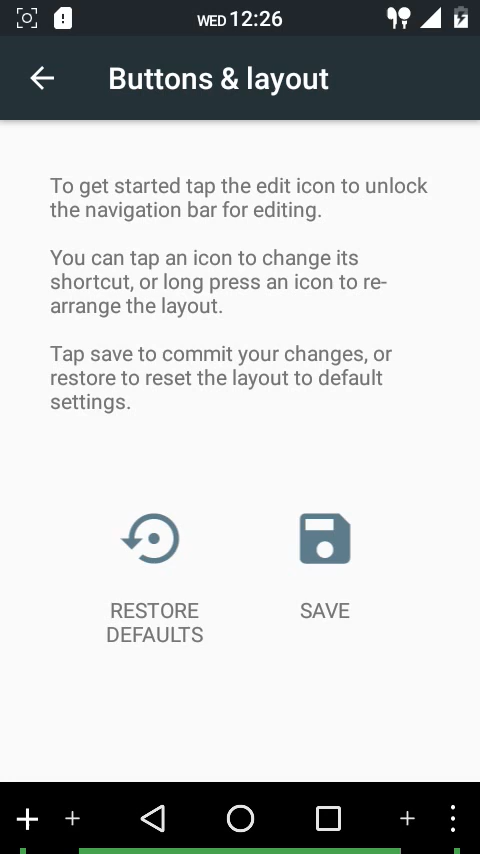 WED 12:26
Buttons & layout
To get started tap the edit icon to unlock
the navigation bar for editing.
You can tap an icon to change its
shortcut, or long press an icon to re-
arrange the layout.
Tap save to commit your changes, or
restore to reset the layout to default
settings.
RESTORE
DEFAULTS
SAVE